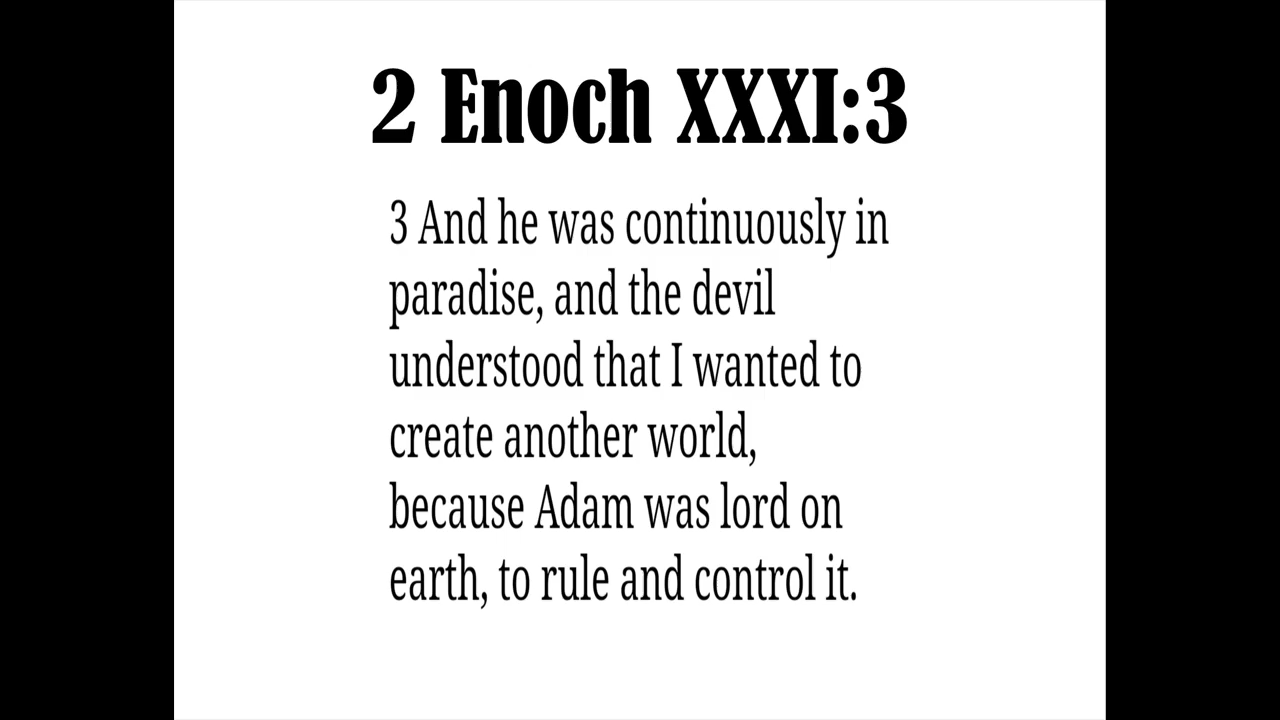 2 Enoch XXXI:3
3 And he was continuously in
paradise, and the devil
understood that I wanted to
create another world,
because Adam was lord on
earth, to rule and control it.